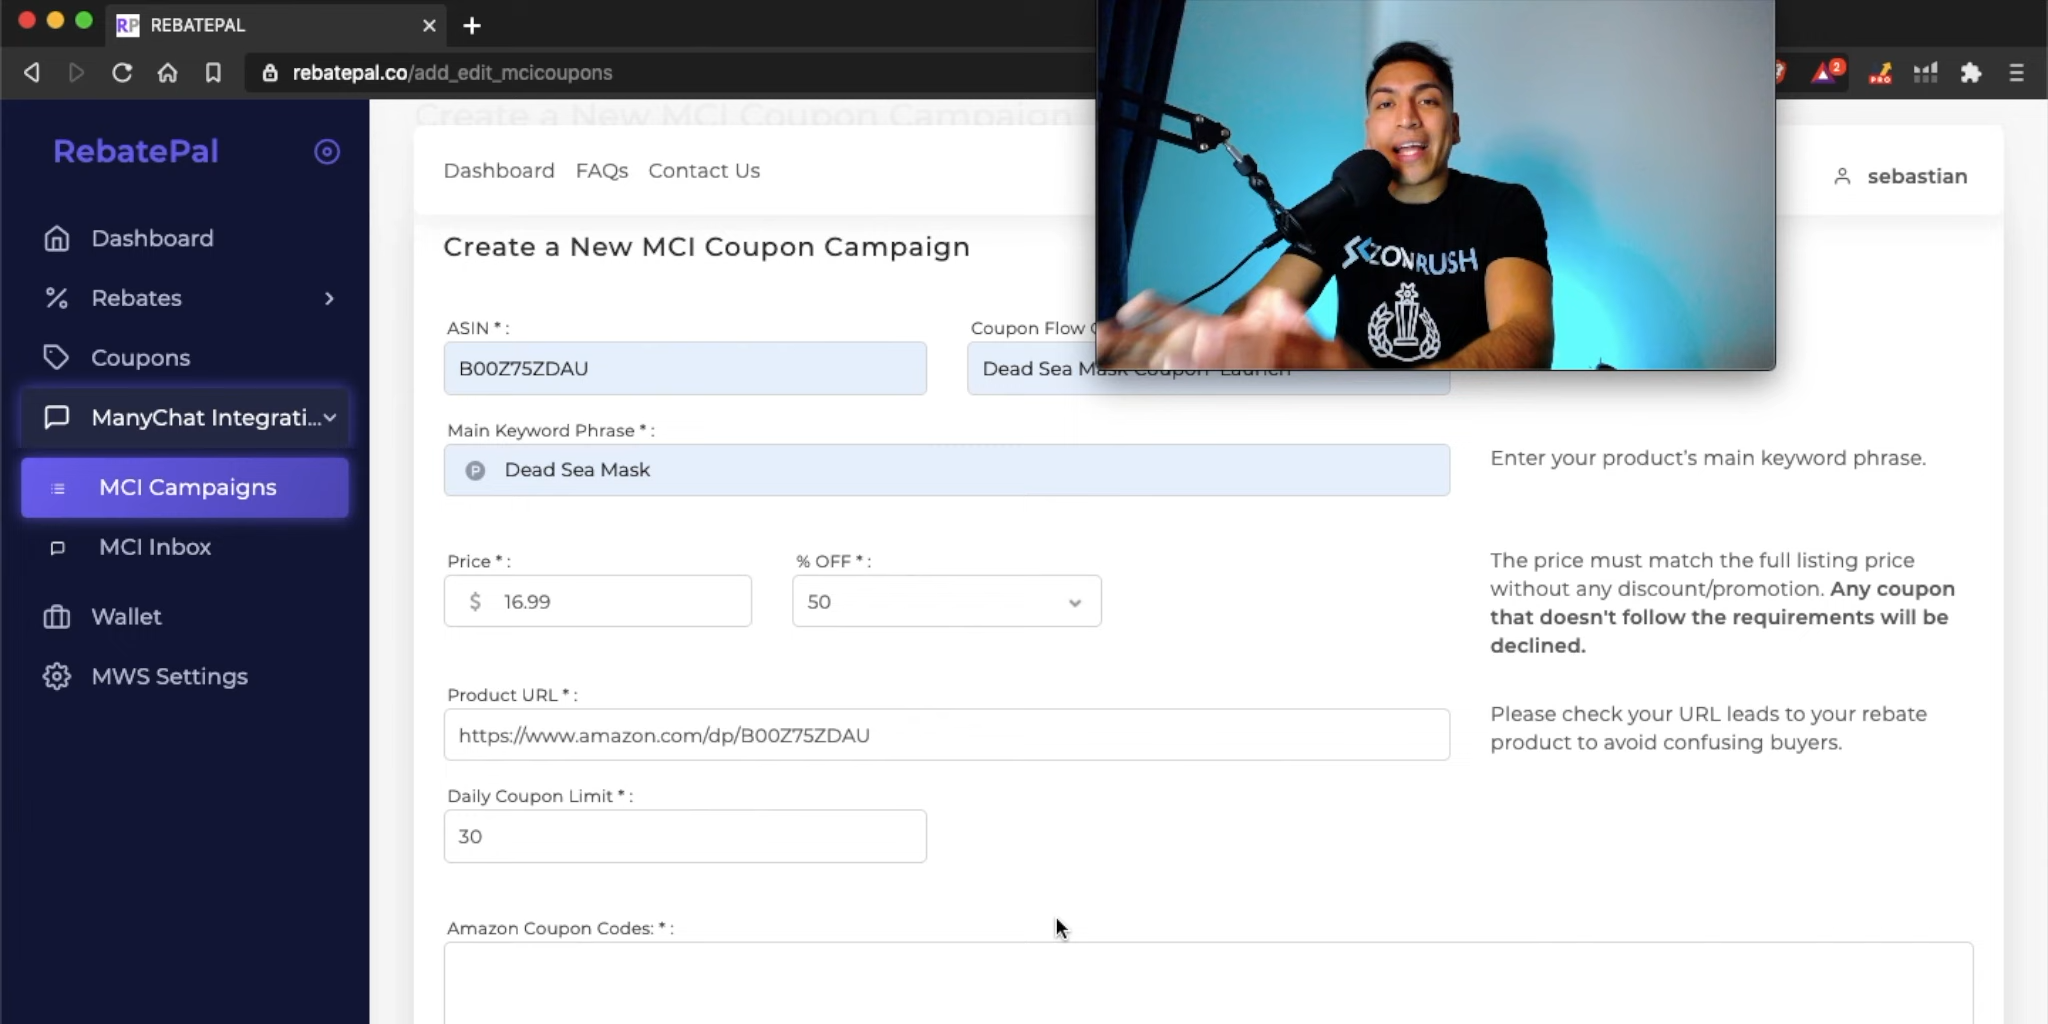 REBATEPAL
rebatepal.co/add_edit_mcicoupons
2
PRO
Create a New MCI Coupon Campaign
RebatePal
Dashboard FAQs Contact Us
sebastian
Dashboard
Rebates
Coupons
ManyChat Integrati...
MCI Campaigns
MCI Inbox
Wallet
MWS Settings
ZONRUSH
Create a New MCI Coupon Campaign
ASIN * :
Coupon Flow
B00Z75ZDAU
Dead Sea Mask Coupon Launch
Main Keyword Phrase * :
Dead Sea Mask
Enter your product's main keyword phrase.
Price * :
% OFF * :
$ 16.99
50
The price must match the full listing price
without any discount/promotion. Any coupon
that doesn't follow the requirements will be
declined.
Product URL * :
https://www.amazon.com/dp/B00Z75ZDAU
Please check your URL leads to your rebate
product to avoid confusing buyers.
Daily Coupon Limit * :
30
Amazon Coupon Codes: * :